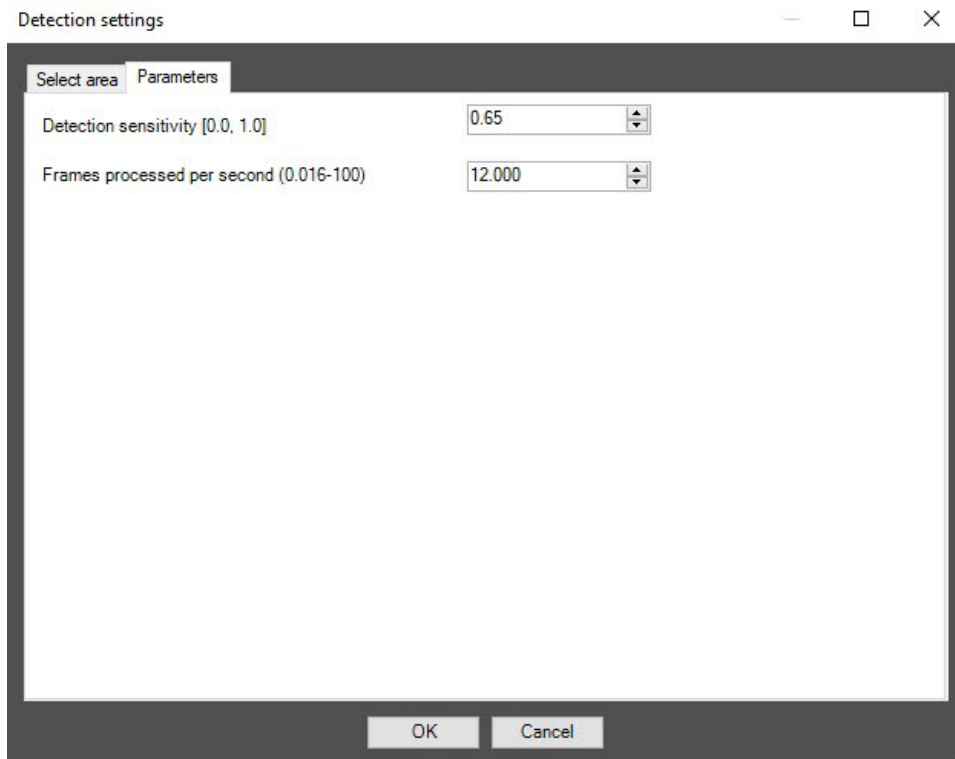 Detection settings
Select area Parameters
Detection sensitivity [0.0, 1.0] 0.65
Frames processed per second (0.016-100) 12.000
OK Cancel